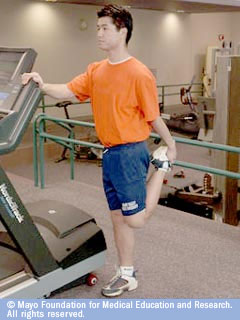 © Mayo Foundation for Medical Education and Research.
All rights reserved.